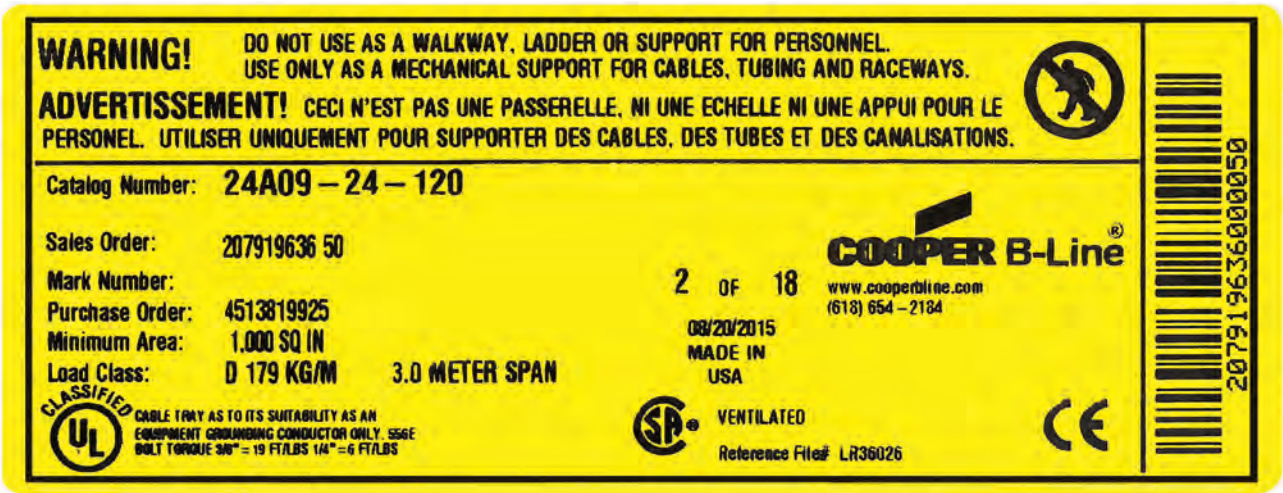 WARNING! DO NOT USE AS A WALKWAY, LADDER OR SUPPORT FOR PERSONNEL.
USE ONLY AS A MECHANICAL SUPPORT FOR CABLES, TUBING AND RACEWAYS.
ADVERTISSEMENT! CECI N'EST PAS UNE PASSERELLE, NI UNE ECHELLE NI UNE APPUI POUR LE
PERSONEL. UTILISER UNIQUEMENT POUR SUPPORTER DES CABLES, DES TUBES ET DES CANALISATIONS.
Catalog Number: 24A09-24-120
Sales Order: 207919636 50
Mark Number:
Purchase Order: 4513819925
Minimum Area: 1.000 SQ IN
Load Class: D 179 KG/M 3.0 METER SPAN
CLASSIFIED
UL
CABLE TRAY AS TO ITS SUITABILITY AS AN
EQUIPMENT GROUNDING CONDUCTOR ONLY. 556E
BOLT TORQUE 3/8" = 19 FT/LBS 1/4" = 6 FT/LBS
2 OF 18
08/20/2015
MADE IN
USA
COOPER B-Line®
www.cooperbline.com
(618) 654-2184
SA®
VENTILATED
Reference File# LR36026
CE
20791963600050